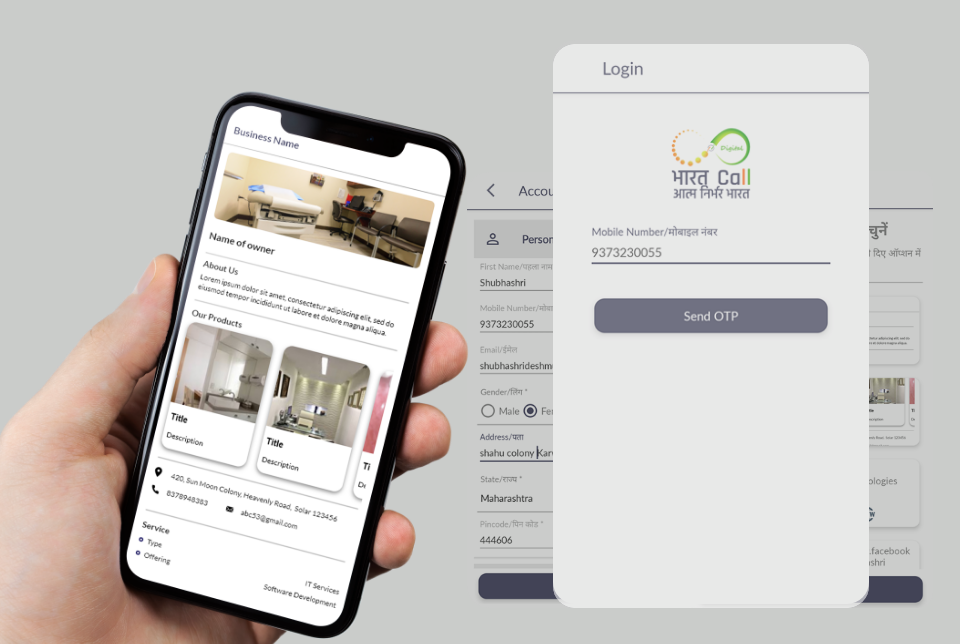 Business Name
Name of owner
About Us
Lorem ipsum dolor sit amet, consectetur adipiscing elit, sed do
eiusmod tempor incididunt ut labore et dolore magna aliqua.
Our Products
Title
Description
Title
Description
Ti
De
420, Sun Moon Colony, Heavenly Road, Solar 123456
8378948383
abc53@gmail.com
Service
Type
Offering
IT Services
Software Development
Accou
Person
First Name/पहला नाम
Shubhashri
Mobile Number/मोबा
9373230055
Email/ईमेल
shubhashrideshm
Gender/लिंग *
Male
Fe
Address/पता
shahu colony Karv
State/राज्य *
Maharashtra
Pincode/पिन कोड *
444606
Login
Digital
भारत Call
आत्म निर्भर भारत
Mobile Number/मोबाइल नंबर
9373230055
Send OTP
चुनें
दिए ऑप्शन में
ologies
facebook
shri